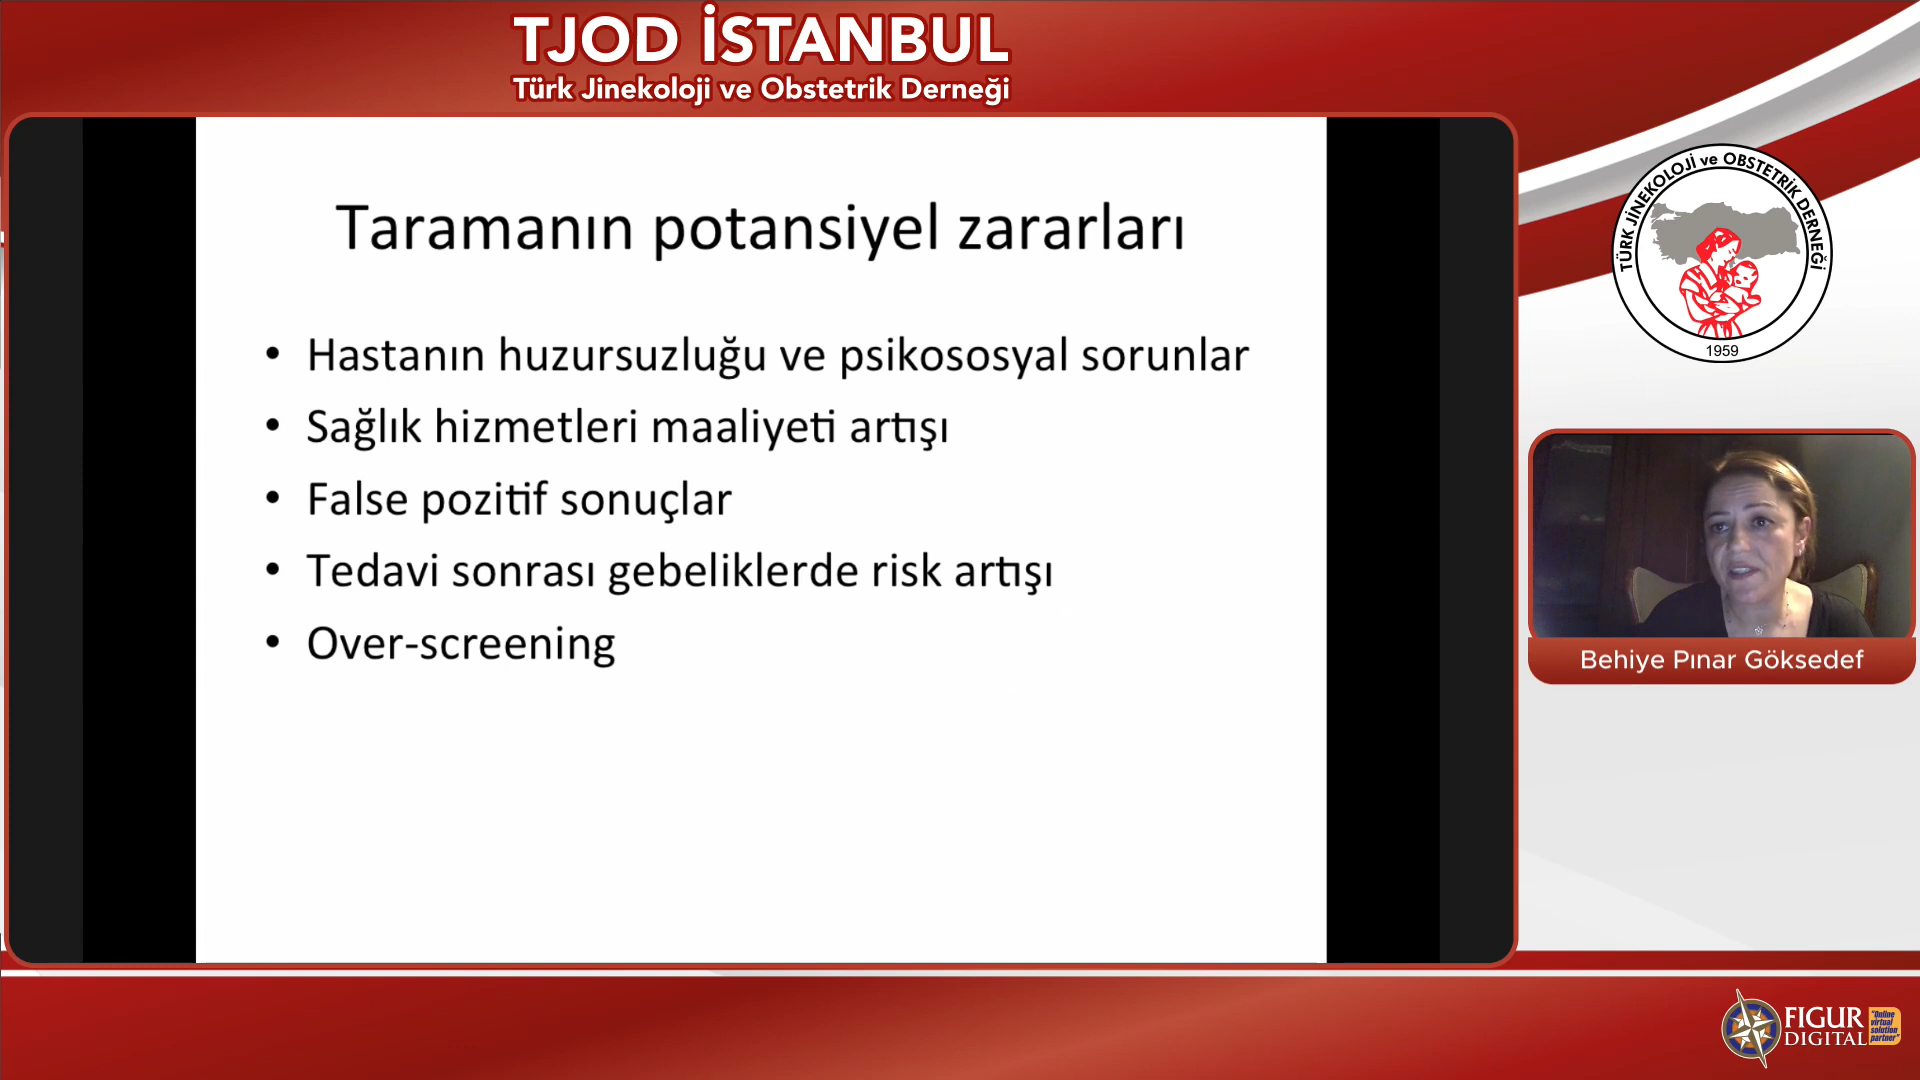 TJOD İSTANBUL
Türk Jinekoloji ve Obstetrik Derneği
Taramanın potansiyel zararları
• Hastanın huzursuzluğu ve psikososyal sorunlar
• Sağlık hizmetleri maaliyeti artışı
• False pozitif sonuçlar
• Tedavi sonrası gebeliklerde risk artışı
• Over-screening
TÜRK JİNEKOLOJİ ve OBSTETRİK DERNEĞİ
1959
Behiye Pınar Göksedef
FIGUR
DIGITAL
"Online
virtual
solution
partner"